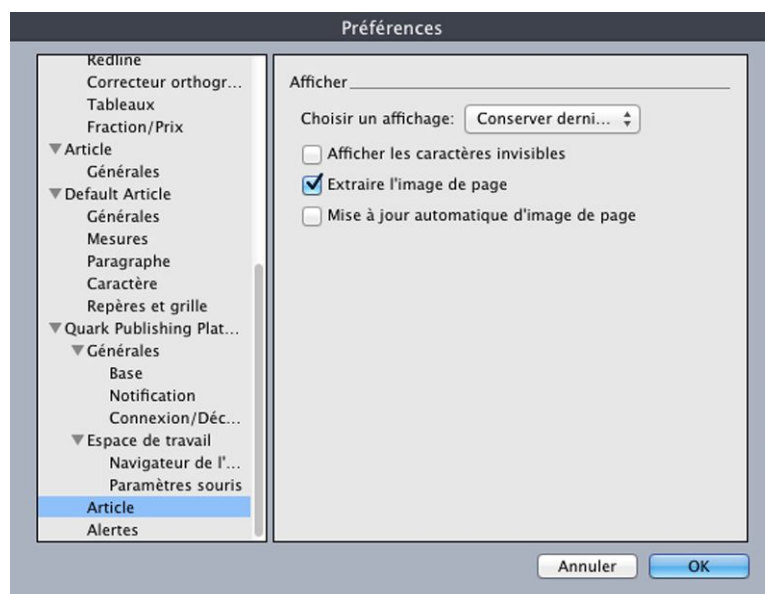 Préférences
Redline
Correcteur orthogr...
Tableaux
Fraction/Prix
Article
Générales
Default Article
Générales
Mesures
Paragraphe
Caractère
Repères et grille
Quark Publishing Plat...
Générales
Base
Notification
Connexion/Déc...
Espace de travail
Navigateur de l'...
Paramètres souris
Article
Alertes
Afficher
Choisir un affichage: Conserver derni...
Afficher les caractères invisibles
Extraire l'image de page
Mise à jour automatique d'image de page
Annuler OK